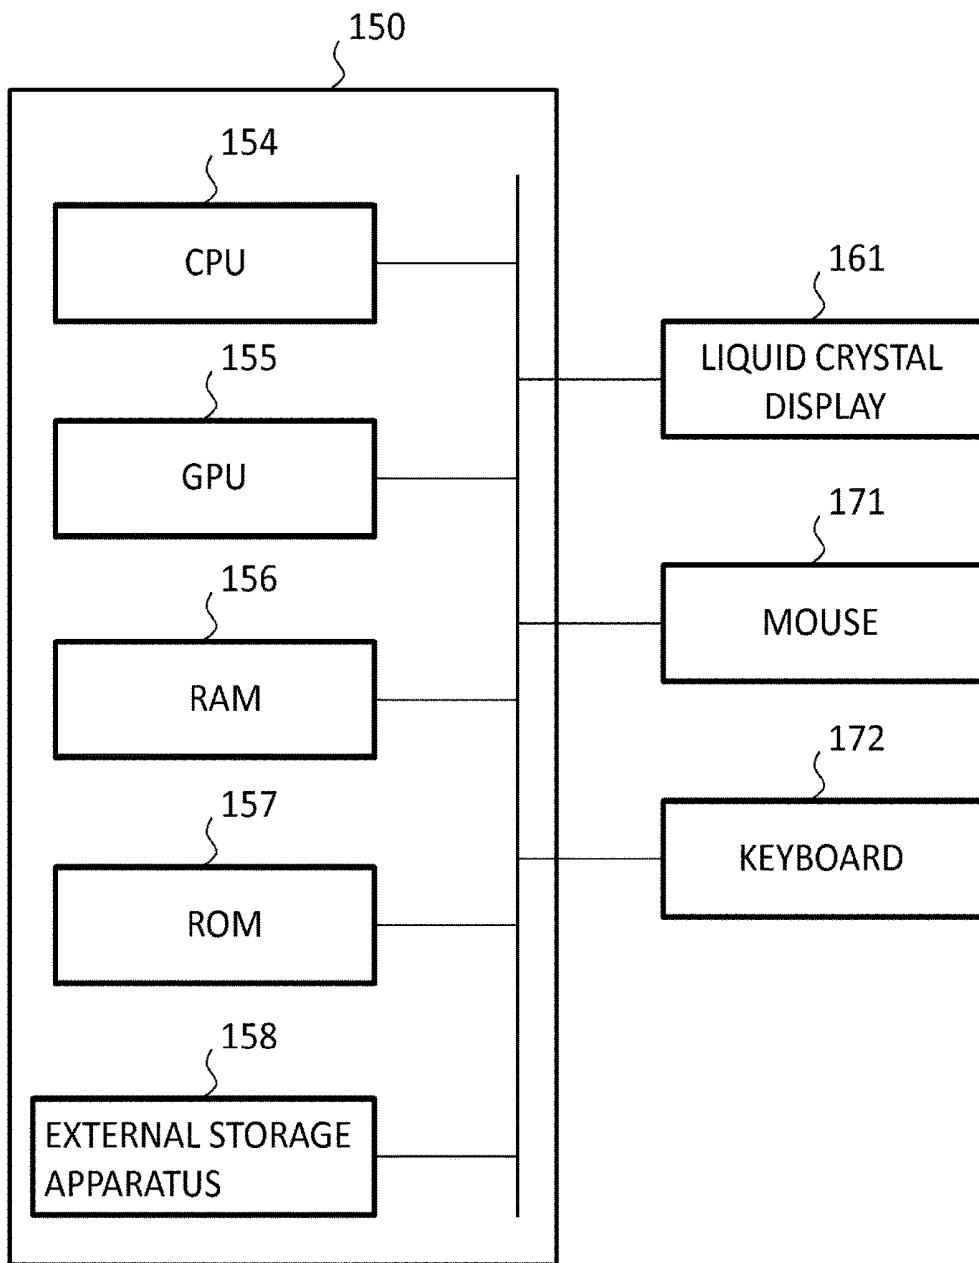 150
154
CPU
155
GPU
156
RAM
157
ROM
158
EXTERNAL STORAGE
APPARATUS
161
LIQUID CRYSTAL
DISPLAY
171
MOUSE
172
KEYBOARD